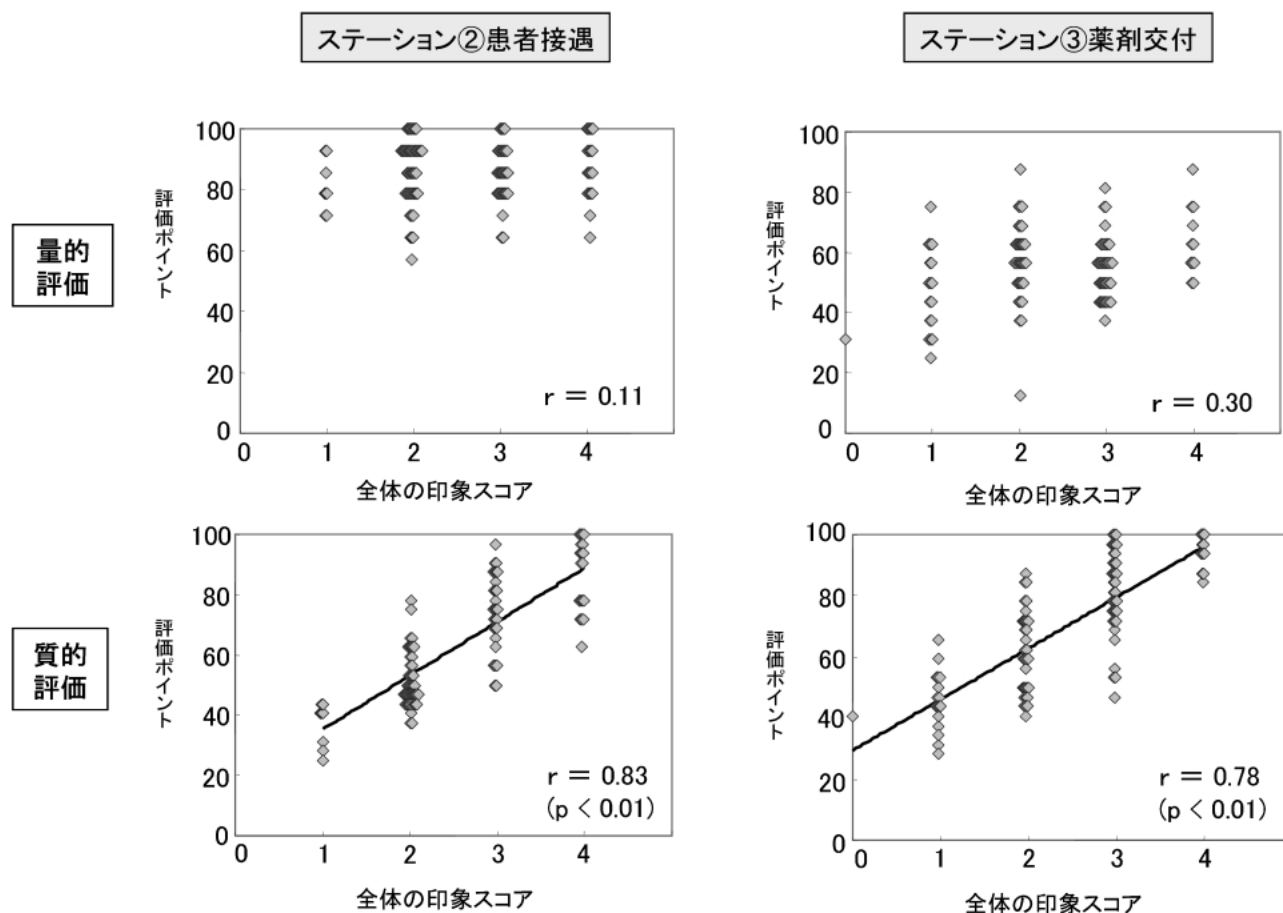 ステーション②患者接遇
ステーション③薬剤交付
量的
評価
評価ポイント
100
80
60
40
20
0
1
2
3
4
r = 0.11
全体の印象スコア
評価ポイント
100
80
60
40
20
0
1
2
3
4
r = 0.30
全体の印象スコア
質的
評価
評価ポイント
100
80
60
40
20
0
0
1
2
3
4
r = 0.83
(p < 0.01)
全体の印象スコア
評価ポイント
100
80
60
40
20
0
0
1
2
3
4
r = 0.78
(p < 0.01)
全体の印象スコア